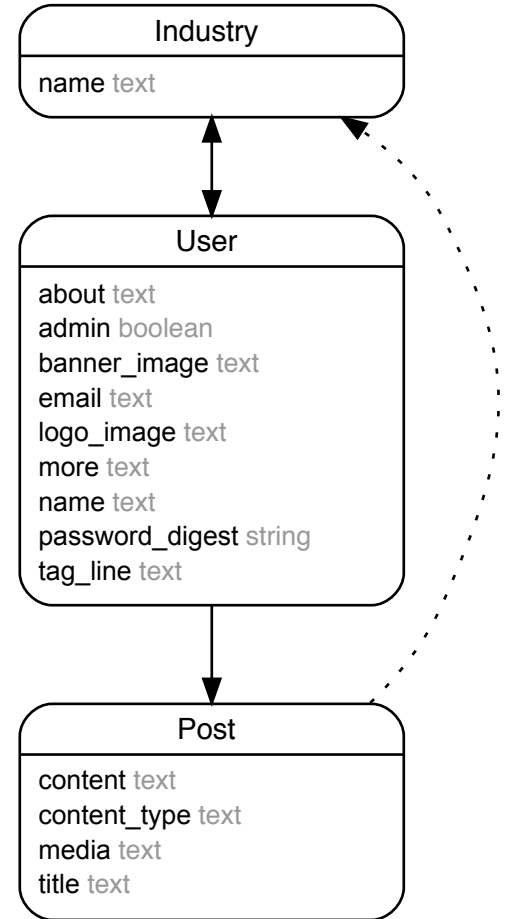 Industry
name text
User
about text
admin boolean
banner_image text
email text
logo_image text
more text
name text
password_digest string
tag_line text
Post
content text
content_type text
media text
title text